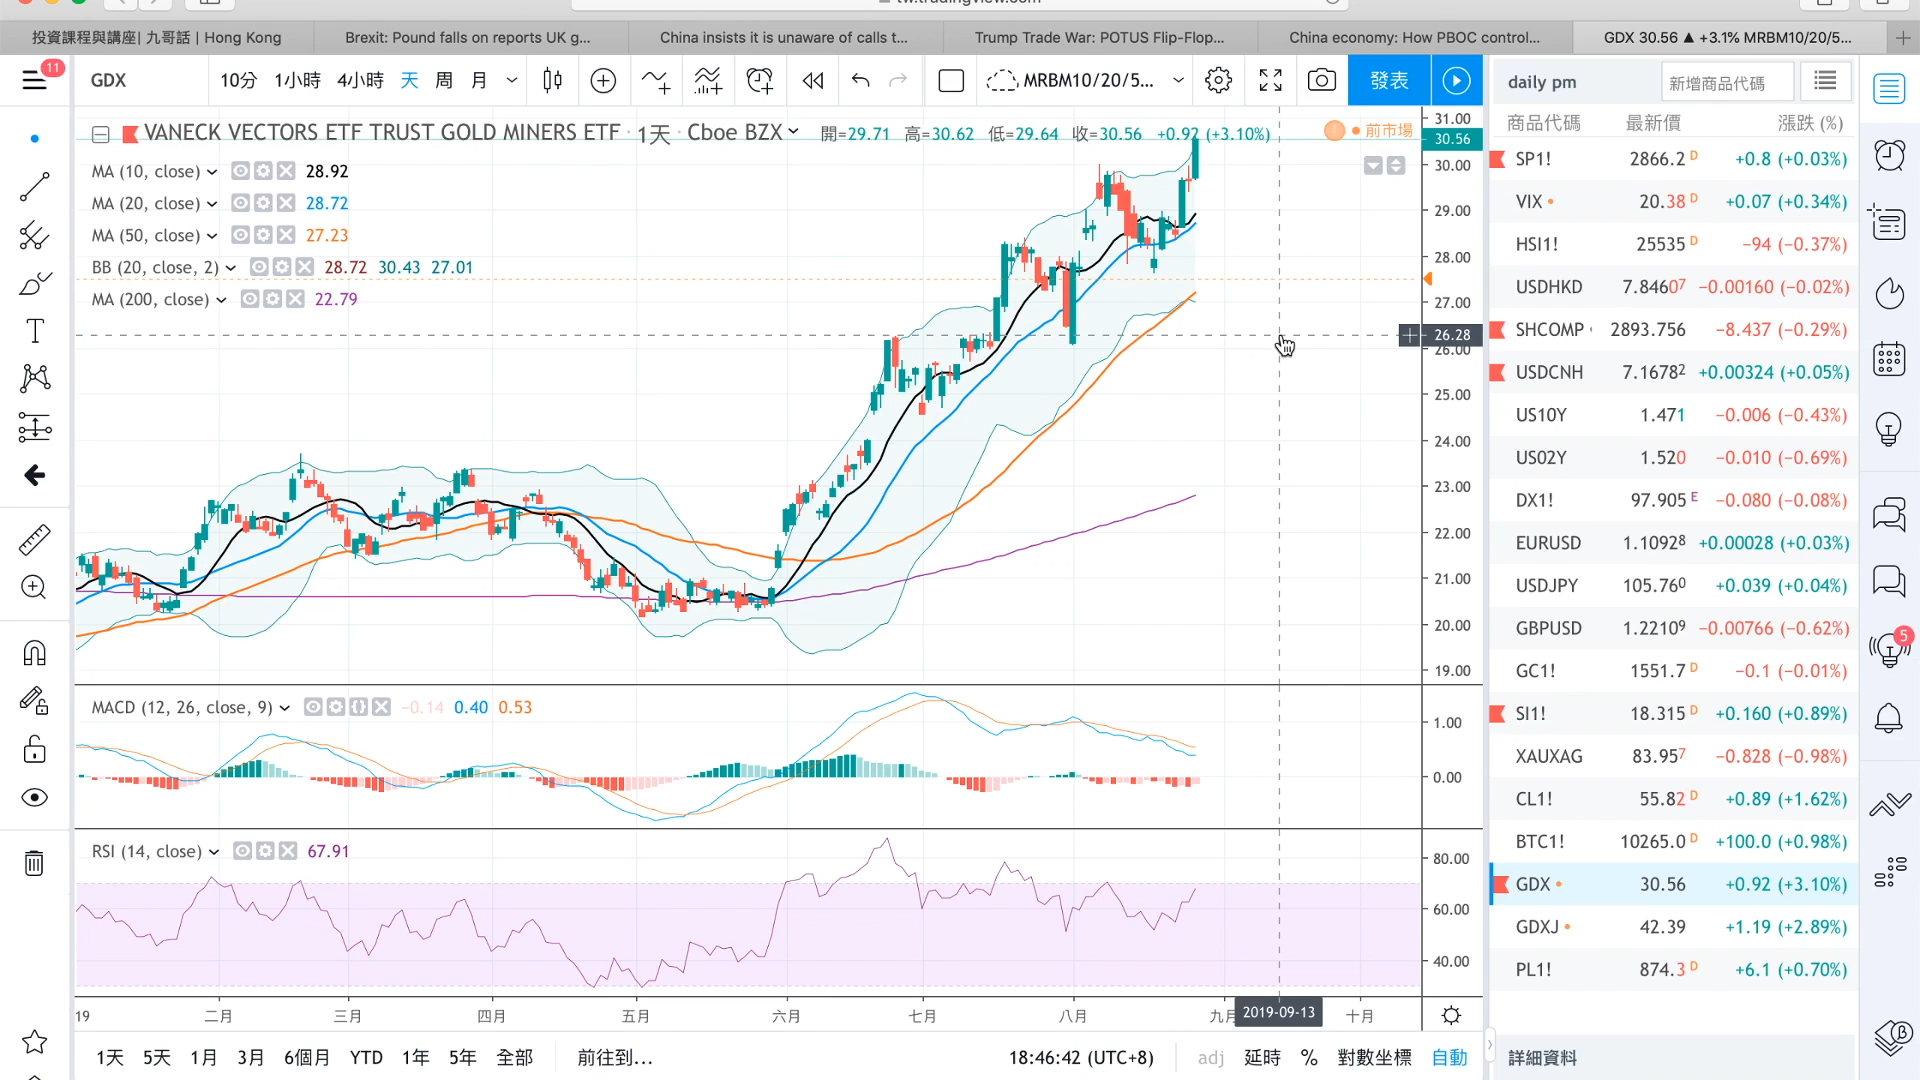 tw.tradingview.com
投資課程與講座| 九哥話 | Hong Kong
Brexit: Pound falls on reports UK g...
China insists it is unaware of calls t...
Trump Trade War: POTUS Flip-Flop...
China economy: How PBOC control...
GDX 30.56 ▲ +3.1% MRBM10/20/5...
11
GDX 10分 1小時 4小時 天 周 月 MRBM10/20/5... 發表
VANECK VECTORS ETF TRUST GOLD MINERS ETF · 1天 · Cboe BZX 開=29.71 高=30.62 低=29.64 收=30.56 +0.92 (+3.10%) 前市場
MA (10, close) 28.92
MA (20, close) 28.72
MA (50, close) 27.23
BB (20, close, 2) 28.72 30.43 27.01
MA (200, close) 22.79
31.00
30.56
30.00
29.00
28.00
27.00
26.28
26.00
25.00
24.00
23.00
22.00
21.00
20.00
19.00
MACD (12, 26, close, 9) −0.14 0.40 0.53
1.00
0.00
RSI (14, close) 67.91
80.00
60.00
40.00
19 二月 三月 四月 五月 六月 七月 八月 九月 2019-09-13 十月
1天 5天 1月 3月 6個月 YTD 1年 5年 全部 前往到... 18:46:42 (UTC+8) adj 延時 % 對數坐標 自動
daily pm 新增商品代碼
商品代碼 最新價 漲跌 (%)
SP1! 2866.2 D +0.8 (+0.03%)
VIX 20.38 D +0.07 (+0.34%)
HSI1! 25535 D −94 (−0.37%)
USDHKD 7.84607 −0.00160 (−0.02%)
SHCOMP 2893.756 −8.437 (−0.29%)
USDCNH 7.16782 +0.00324 (+0.05%)
US10Y 1.471 −0.006 (−0.43%)
US02Y 1.520 −0.010 (−0.69%)
DX1! 97.905 E −0.080 (−0.08%)
EURUSD 1.10928 +0.00028 (+0.03%)
USDJPY 105.760 +0.039 (+0.04%)
GBPUSD 1.22109 −0.00766 (−0.62%)
GC1! 1551.7 D −0.1 (−0.01%)
SI1! 18.315 D +0.160 (+0.89%)
XAUXAG 83.957 −0.828 (−0.98%)
CL1! 55.82 D +0.89 (+1.62%)
BTC1! 10265.0 D +100.0 (+0.98%)
GDX 30.56 +0.92 (+3.10%)
GDXJ 42.39 +1.19 (+2.89%)
PL1! 874.3 D +6.1 (+0.70%)
詳細資料
5